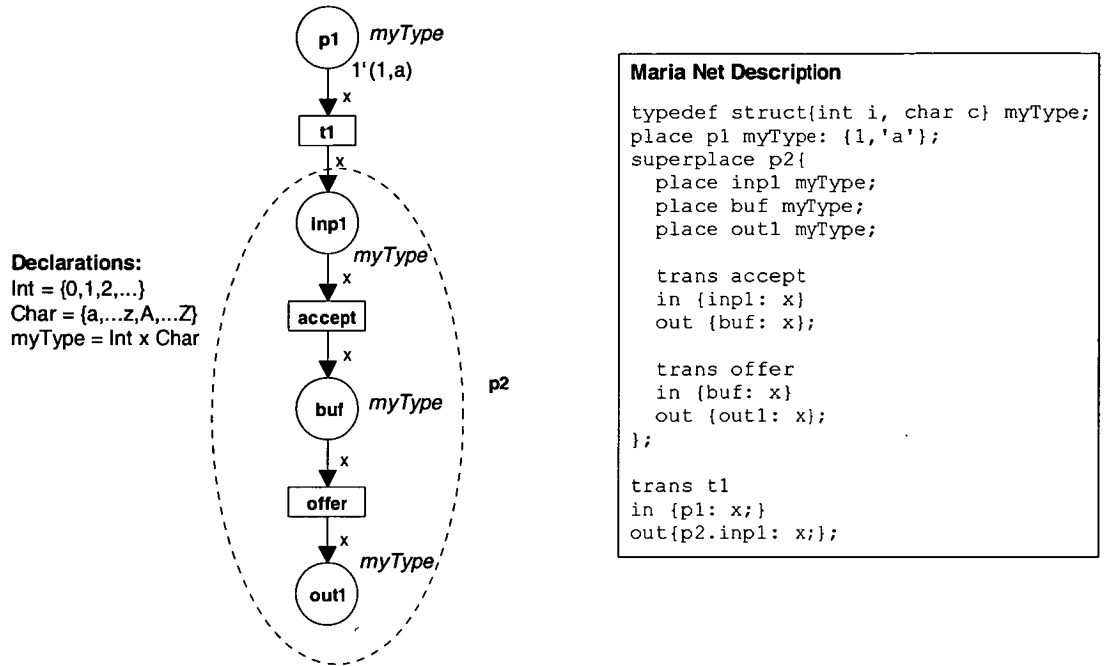 p1 myType
1‘(1,a)
x
t1
x
inp1
myType
x
accept
x
buf myType
x
offer
x
myType
out1
p2
Declarations:
Int = {0,1,2,...}
Char = {a,...z,A,...Z}
myType = Int x Char
Maria Net Description
typedef struct{int i, char c} myType;
place p1 myType: {1,'a'};
superplace p2{
place inp1 myType;
place buf myType;
place out1 myType;
trans accept
in {inp1: x}
out {buf: x};
trans offer
in {buf: x}
out {out1: x};
};
trans t1
in {p1: x;}
out{p2.inp1: x;};